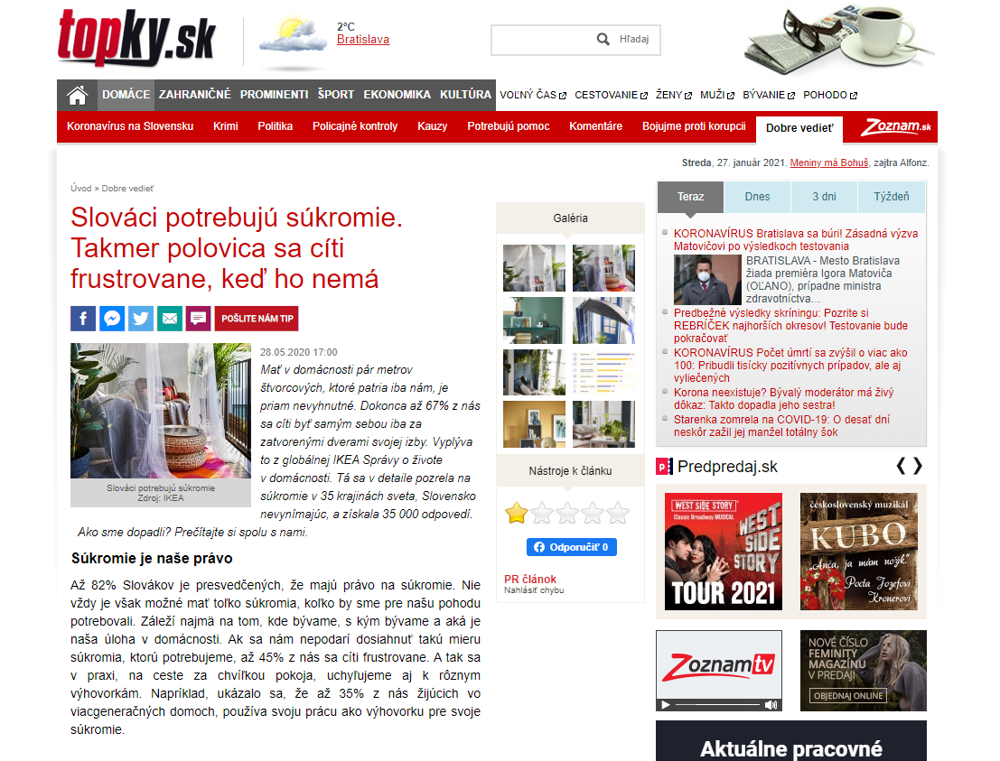 topky.sk
2°C
Bratislava
Hľadaj
DOMÁCE ZAHRANIČNÉ PROMINENTI ŠPORT EKONOMIKA KULTÚRA VOĽNÝ ČAS CESTOVANIE ŽENY MUŽI BÝVANIE POHODO
Koronavírus na Slovensku Krimi Politika Policajné kontroly Kauzy Potrebujú pomoc Komentáre Bojujme proti korupcii Dobre vedieť Zoznam.sk
Streda, 27. január 2021. Meniny má Bohuš, zajtra Alfonz.
Úvod » Dobre vedieť
Slováci potrebujú súkromie.
Takmer polovica sa cíti
frustrovane, keď ho nemá
POŠLITE NÁM TIP
Slováci potrebujú súkromie
Zdroj: IKEA
28.05.2020 17:00
Mať v domácnosti pár metrov
štvorcových, ktoré patria iba nám, je
priam nevyhnutné. Dokonca až 67% z nás
sa cíti byť samým sebou iba za
zatvorenými dverami svojej izby. Vyplýva
to z globálnej IKEA Správy o živote
v domácnosti. Tá sa v detaile pozrela na
súkromie v 35 krajinách sveta, Slovensko
nevynímajúc, a získala 35 000 odpovedí.
Ako sme dopadli? Prečítajte si spolu s nami.
Súkromie je naše právo
Až 82% Slovákov je presvedčených, že majú právo na súkromie. Nie
vždy je však možné mať toľko súkromia, koľko by sme pre našu pohodu
potrebovali. Záleží najmä na tom, kde bývame, s kým bývame a aká je
naša úloha v domácnosti. Ak sa nám nepodarí dosiahnuť takú mieru
súkromia, ktorú potrebujeme, až 45% z nás sa cíti frustrovane. A tak sa
v praxi, na ceste za chvíľkou pokoja, uchyľujeme aj k rôznym
výhovorkám. Napríklad, ukázalo sa, že až 35% z nás žijúcich vo
viacgeneračných domoch, používa svoju prácu ako výhovorku pre svoje
súkromie.
Galéria
Nástroje k článku
Odporučiť 0
PR článok
Nahlásiť chybu
Teraz Dnes 3 dni Týždeň
KORONAVÍRUS Bratislava sa búri! Zásadná výzva
Matovičovi po výsledkoch testovania
BRATISLAVA - Mesto Bratislava
žiada premiéra Igora Matoviča
(OĽANO), prípadne ministra
zdravotníctva…
Predbežné výsledky skríningu: Pozrite si
REBRÍČEK najhorších okresov! Testovanie bude
pokračovať
KORONAVÍRUS Počet úmrtí sa zvýšil o viac ako
100: Pribudli tisícky pozitívnych prípadov, ale aj
vyliečených
Korona neexistuje? Bývalý moderátor má živý
dôkaz: Takto dopadla jeho sestra!
Starenka zomrela na COVID-19: O desať dní
neskôr zažil jej manžel totálny šok
Predpredaj.sk
WEST SIDE STORY
Classic Broadway MUSICAL
WEST
SIDE
STORY
TOUR 2021
československý muzikál
KUBO
„Anča, ja mám nožík.“
Pocta Jozefovi
Kronerovi
Zoznam tv
NOVÉ ČÍSLO
FEMINITY
MAGAZÍNU
V PREDAJI
OBJEDNAJ ONLINE
Aktuálne pracovné